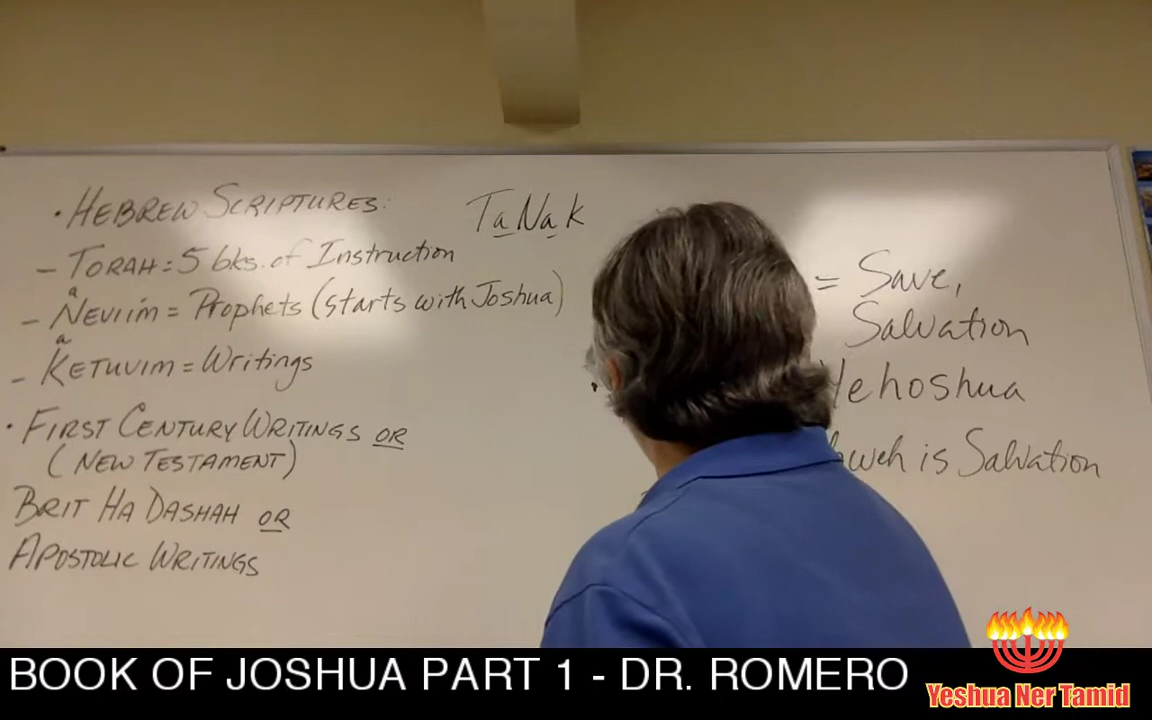 • HEBREW SCRIPTURES:
TaNak
- TORAH = 5 bks. of Instruction
a
- NEVIIM = Prophets (starts with Joshua)
a
- KETUVIM = Writings
• FIRST CENTURY WRITINGS OR
(NEW TESTAMENT)
BRIT HA DASHAH OR
APOSTOLIC WRITINGS
= Save,
Salvation
Yehoshua
is Salvation
BOOK OF JOSHUA PART 1 - DR. ROMERO
Yeshua Ner Tamid